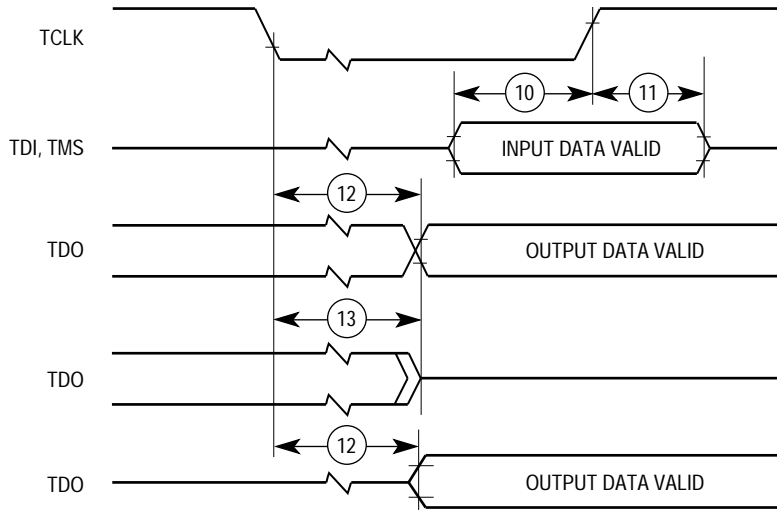 TCLK
10
11
TDI, TMS
INPUT DATA VALID
12
TDO
OUTPUT DATA VALID
13
TDO
12
TDO
OUTPUT DATA VALID